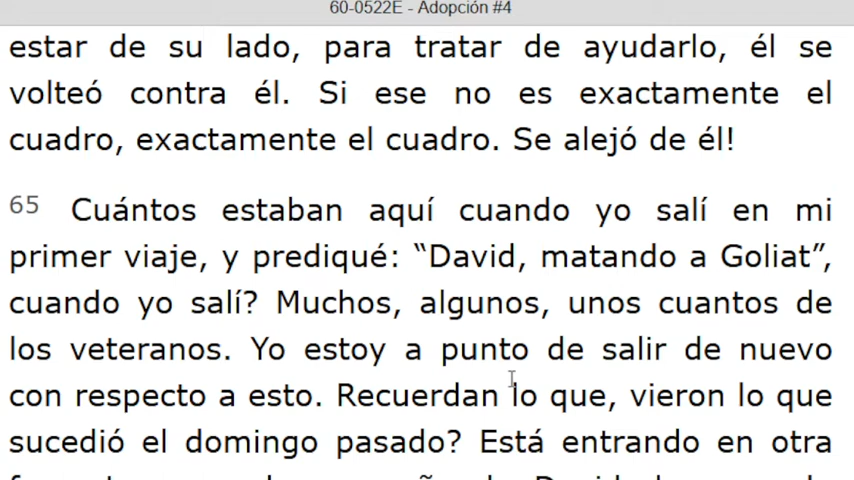 60-0522E - Adopción #4
estar de su lado, para tratar de ayudarlo, él se
volteó contra él. Si ese no es exactamente el
cuadro, exactamente el cuadro. Se alejó de él!
65 Cuántos estaban aquí cuando yo salí en mi
primer viaje, y prediqué: “David, matando a Goliat”,
cuando yo salí? Muchos, algunos, unos cuantos de
los veteranos. Yo estoy a punto de salir de nuevo
con respecto a esto. Recuerdan lo que, vieron lo que
sucedió el domingo pasado? Está entrando en otra